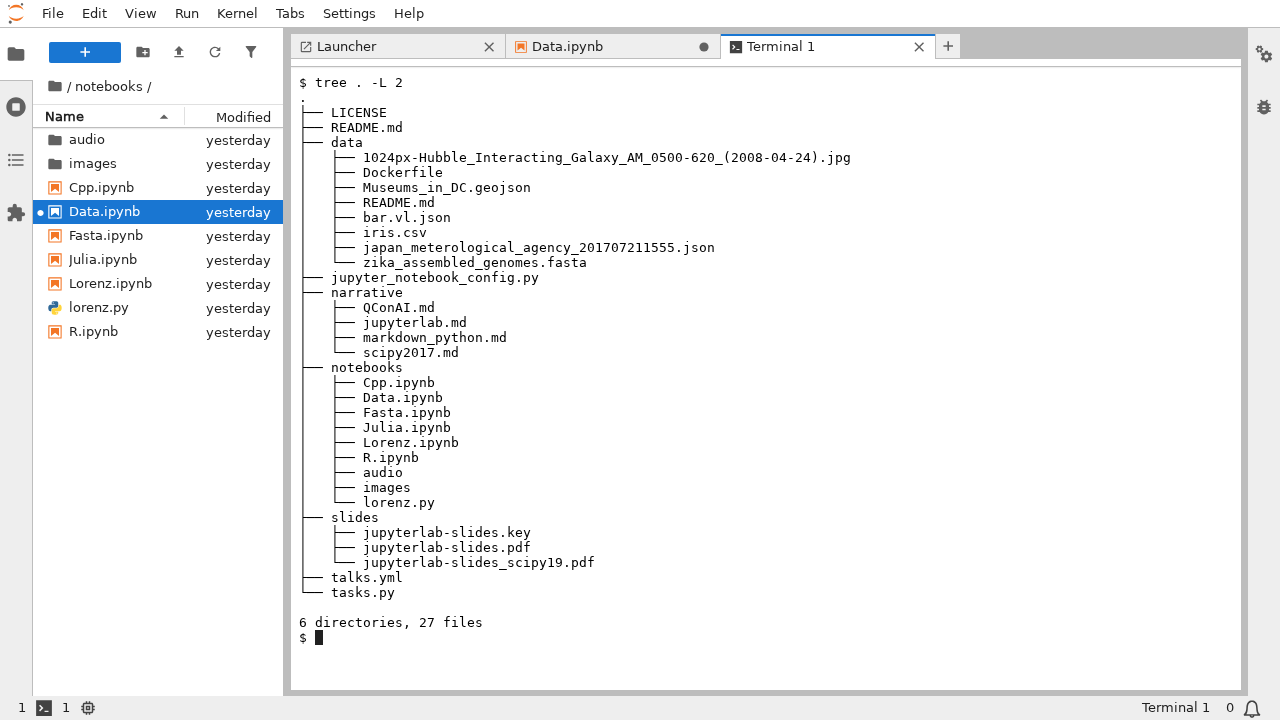 File Edit View Run Kernel Tabs Settings Help
/ notebooks /
Name Modified
audio yesterday
images yesterday
Cpp.ipynb yesterday
Data.ipynb yesterday
Fasta.ipynb yesterday
Julia.ipynb yesterday
Lorenz.ipynb yesterday
lorenz.py yesterday
R.ipynb yesterday
Launcher
Data.ipynb
Terminal 1
$ tree . -L 2
.
├── LICENSE
├── README.md
├── data
│   ├── 1024px-Hubble_Interacting_Galaxy_AM_0500-620_(2008-04-24).jpg
│   ├── Dockerfile
│   ├── Museums_in_DC.geojson
│   ├── README.md
│   ├── bar.vl.json
│   ├── iris.csv
│   ├── japan_meterological_agency_201707211555.json
│   └── zika_assembled_genomes.fasta
├── jupyter_notebook_config.py
├── narrative
│   ├── QConAI.md
│   ├── jupyterlab.md
│   ├── markdown_python.md
│   └── scipy2017.md
├── notebooks
│   ├── Cpp.ipynb
│   ├── Data.ipynb
│   ├── Fasta.ipynb
│   ├── Julia.ipynb
│   ├── Lorenz.ipynb
│   ├── R.ipynb
│   ├── audio
│   ├── images
│   └── lorenz.py
├── slides
│   ├── jupyterlab-slides.key
│   ├── jupyterlab-slides.pdf
│   └── jupyterlab-slides_scipy19.pdf
├── talks.yml
└── tasks.py
6 directories, 27 files
$
1 1 Terminal 1 0